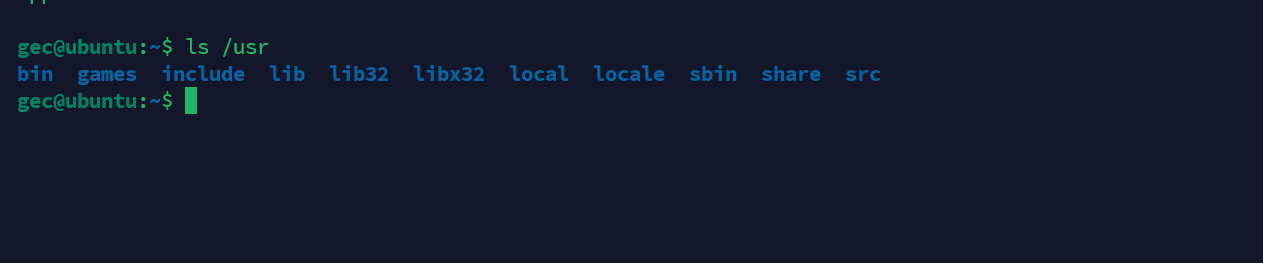 gec@ubuntu:~$ ls /usr
bin  games  include  lib  lib32  libx32  local  locale  sbin  share  src
gec@ubuntu:~$